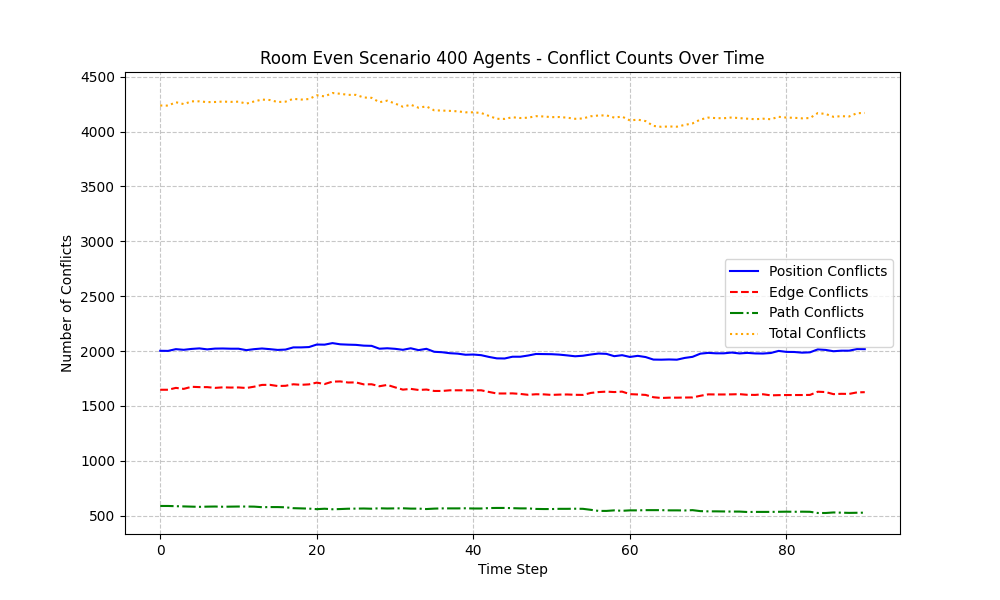 Room Even Scenario 400 Agents - Conflict Counts Over Time
4500
4000
3500
3000
2500
2000
1500
1000
500
Number of Conflicts
Position Conflicts
Edge Conflicts
Path Conflicts
Total Conflicts
0 20 40 60 80
Time Step